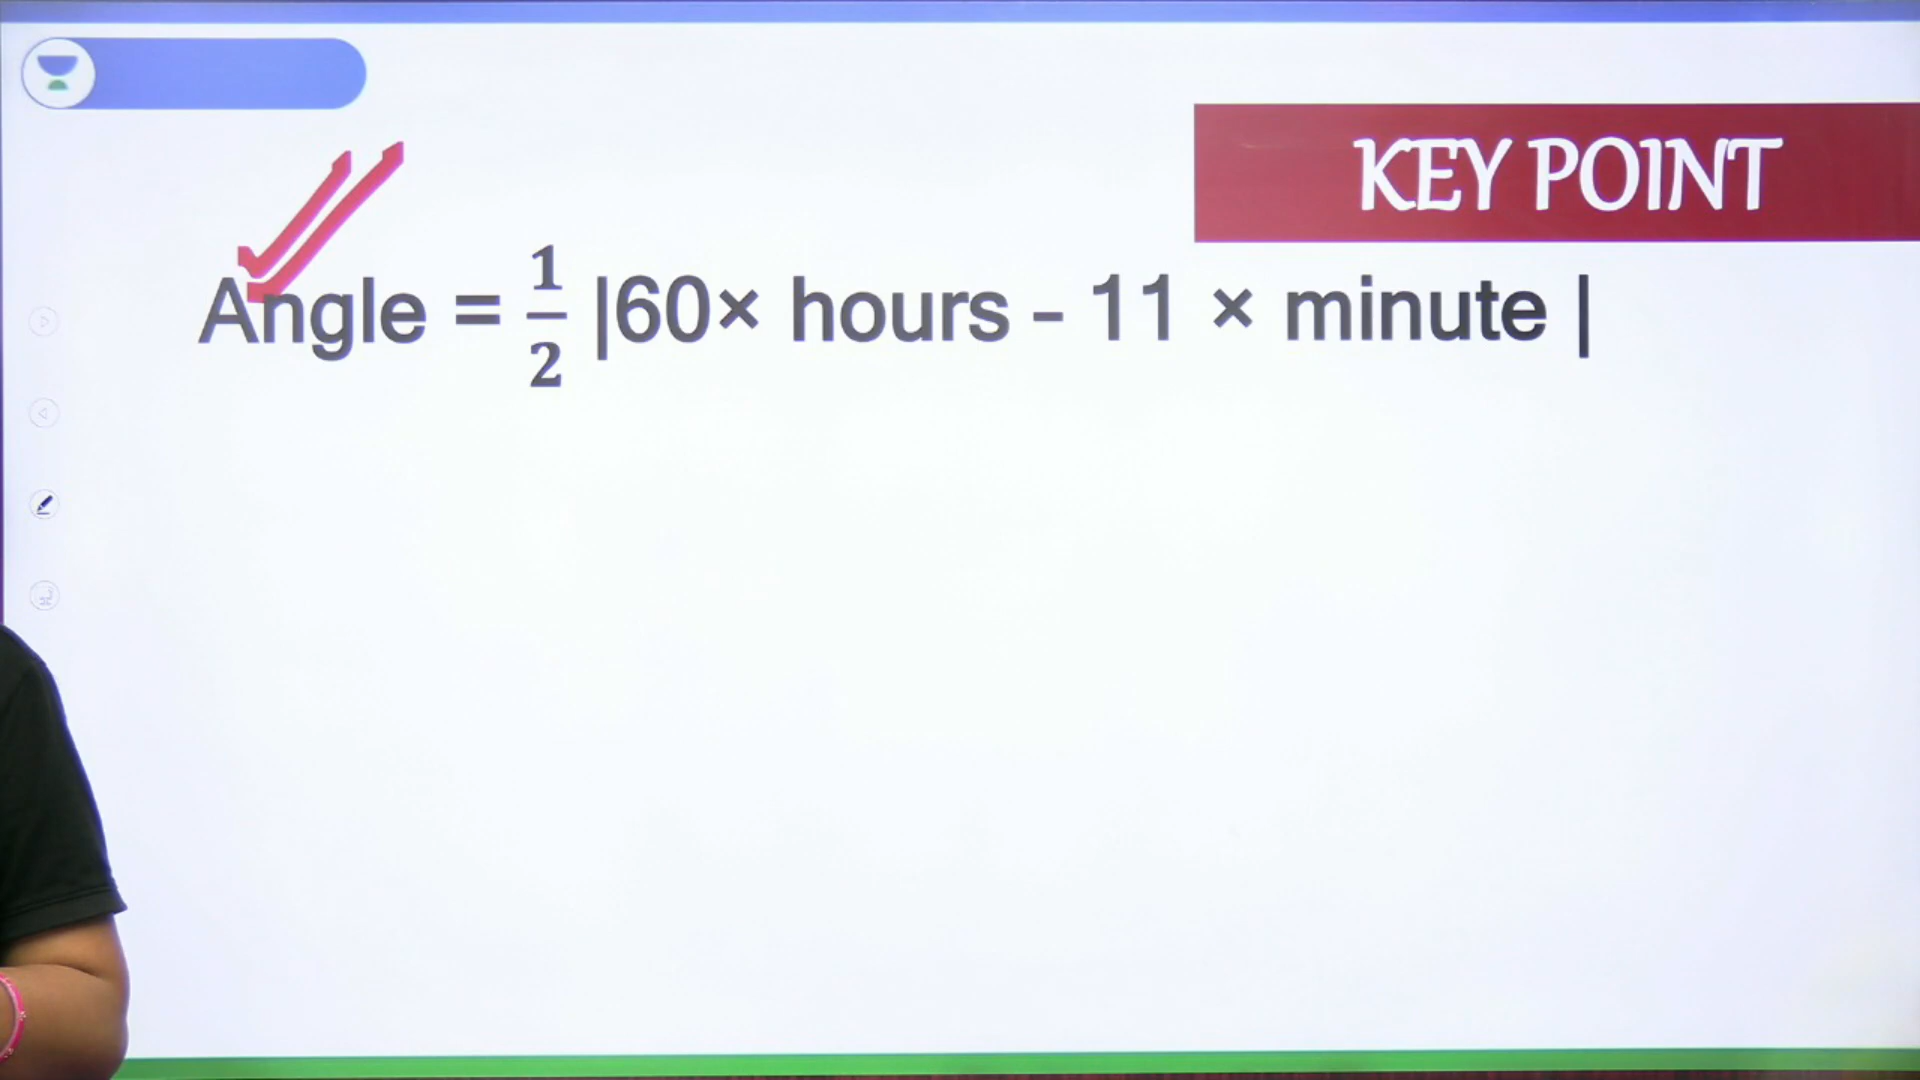 KEY POINT
Angle = 1/2 |60× hours - 11 × minute |